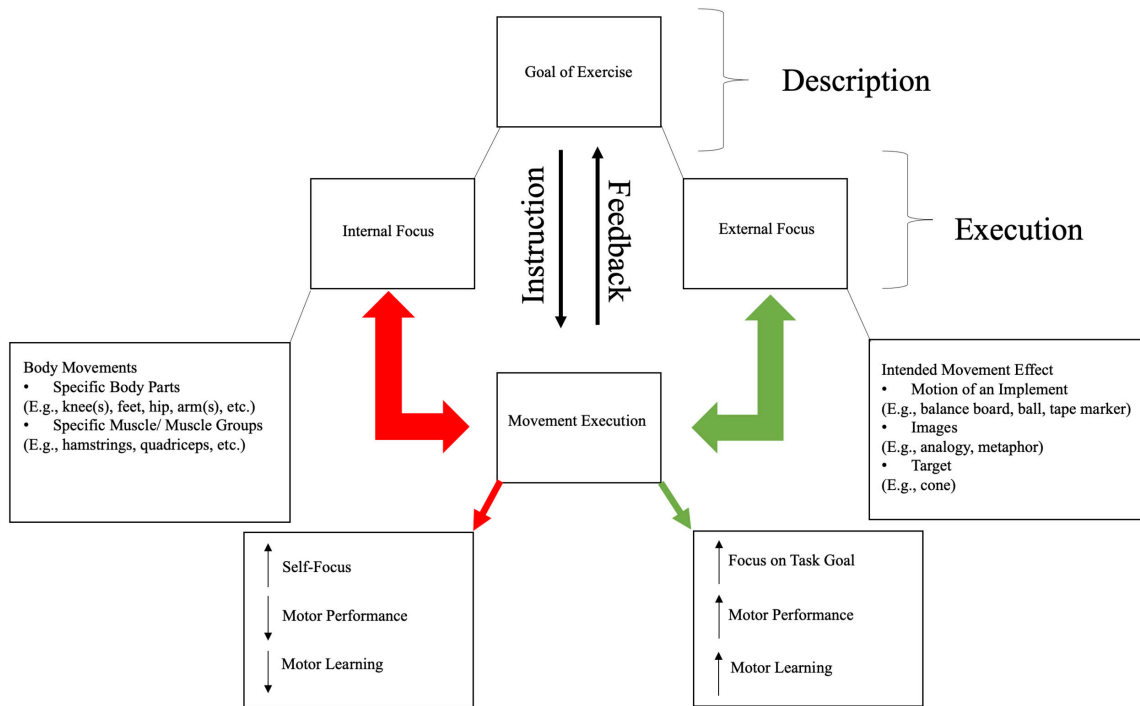 Goal of Exercise
Description
Instruction
Feedback
Internal Focus
External Focus
Execution
Body Movements
• Specific Body Parts
(E.g., knee(s), feet, hip, arm(s), etc.)
• Specific Muscle/ Muscle Groups
(E.g., hamstrings, quadriceps, etc.)
Movement Execution
Intended Movement Effect
• Motion of an Implement
(E.g., balance board, ball, tape marker)
• Images
(E.g., analogy, metaphor)
• Target
(E.g., cone)
Self-Focus
Motor Performance
Motor Learning
Focus on Task Goal
Motor Performance
Motor Learning